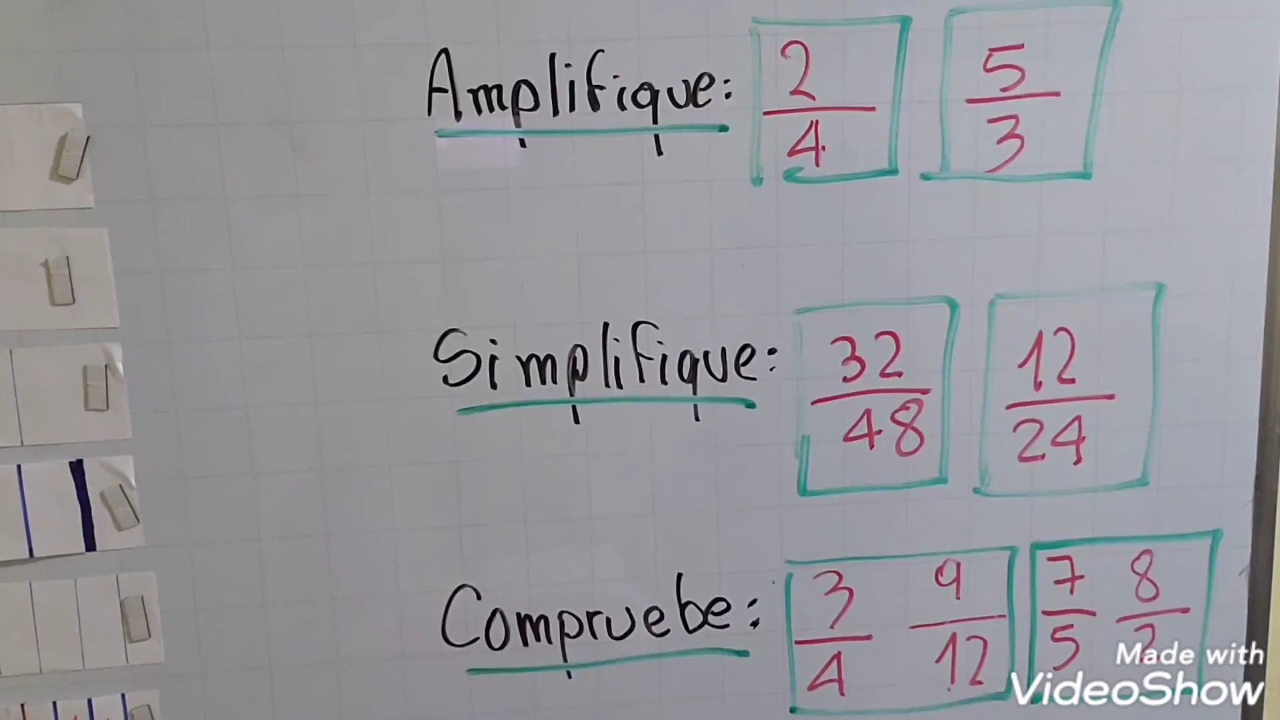 Amplifique: 2/4 5/3
Simplifique: 32/48 12/24
Compruebe: 3/4 9/12 7/5 8/
Made with
VideoShow